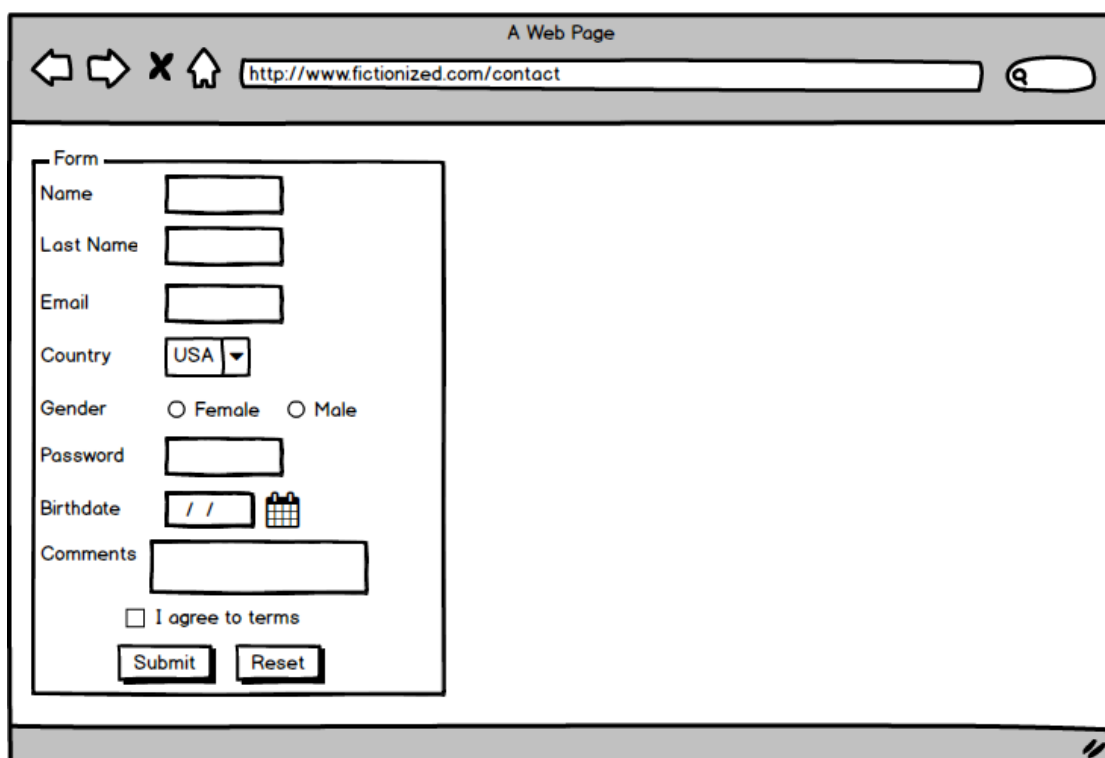 A Web Page
http://www.fictionized.com/contact
Form
Name
Last Name
Email
Country USA
Gender Female Male
Password
Birthdate / /
Comments
I agree to terms
Submit Reset